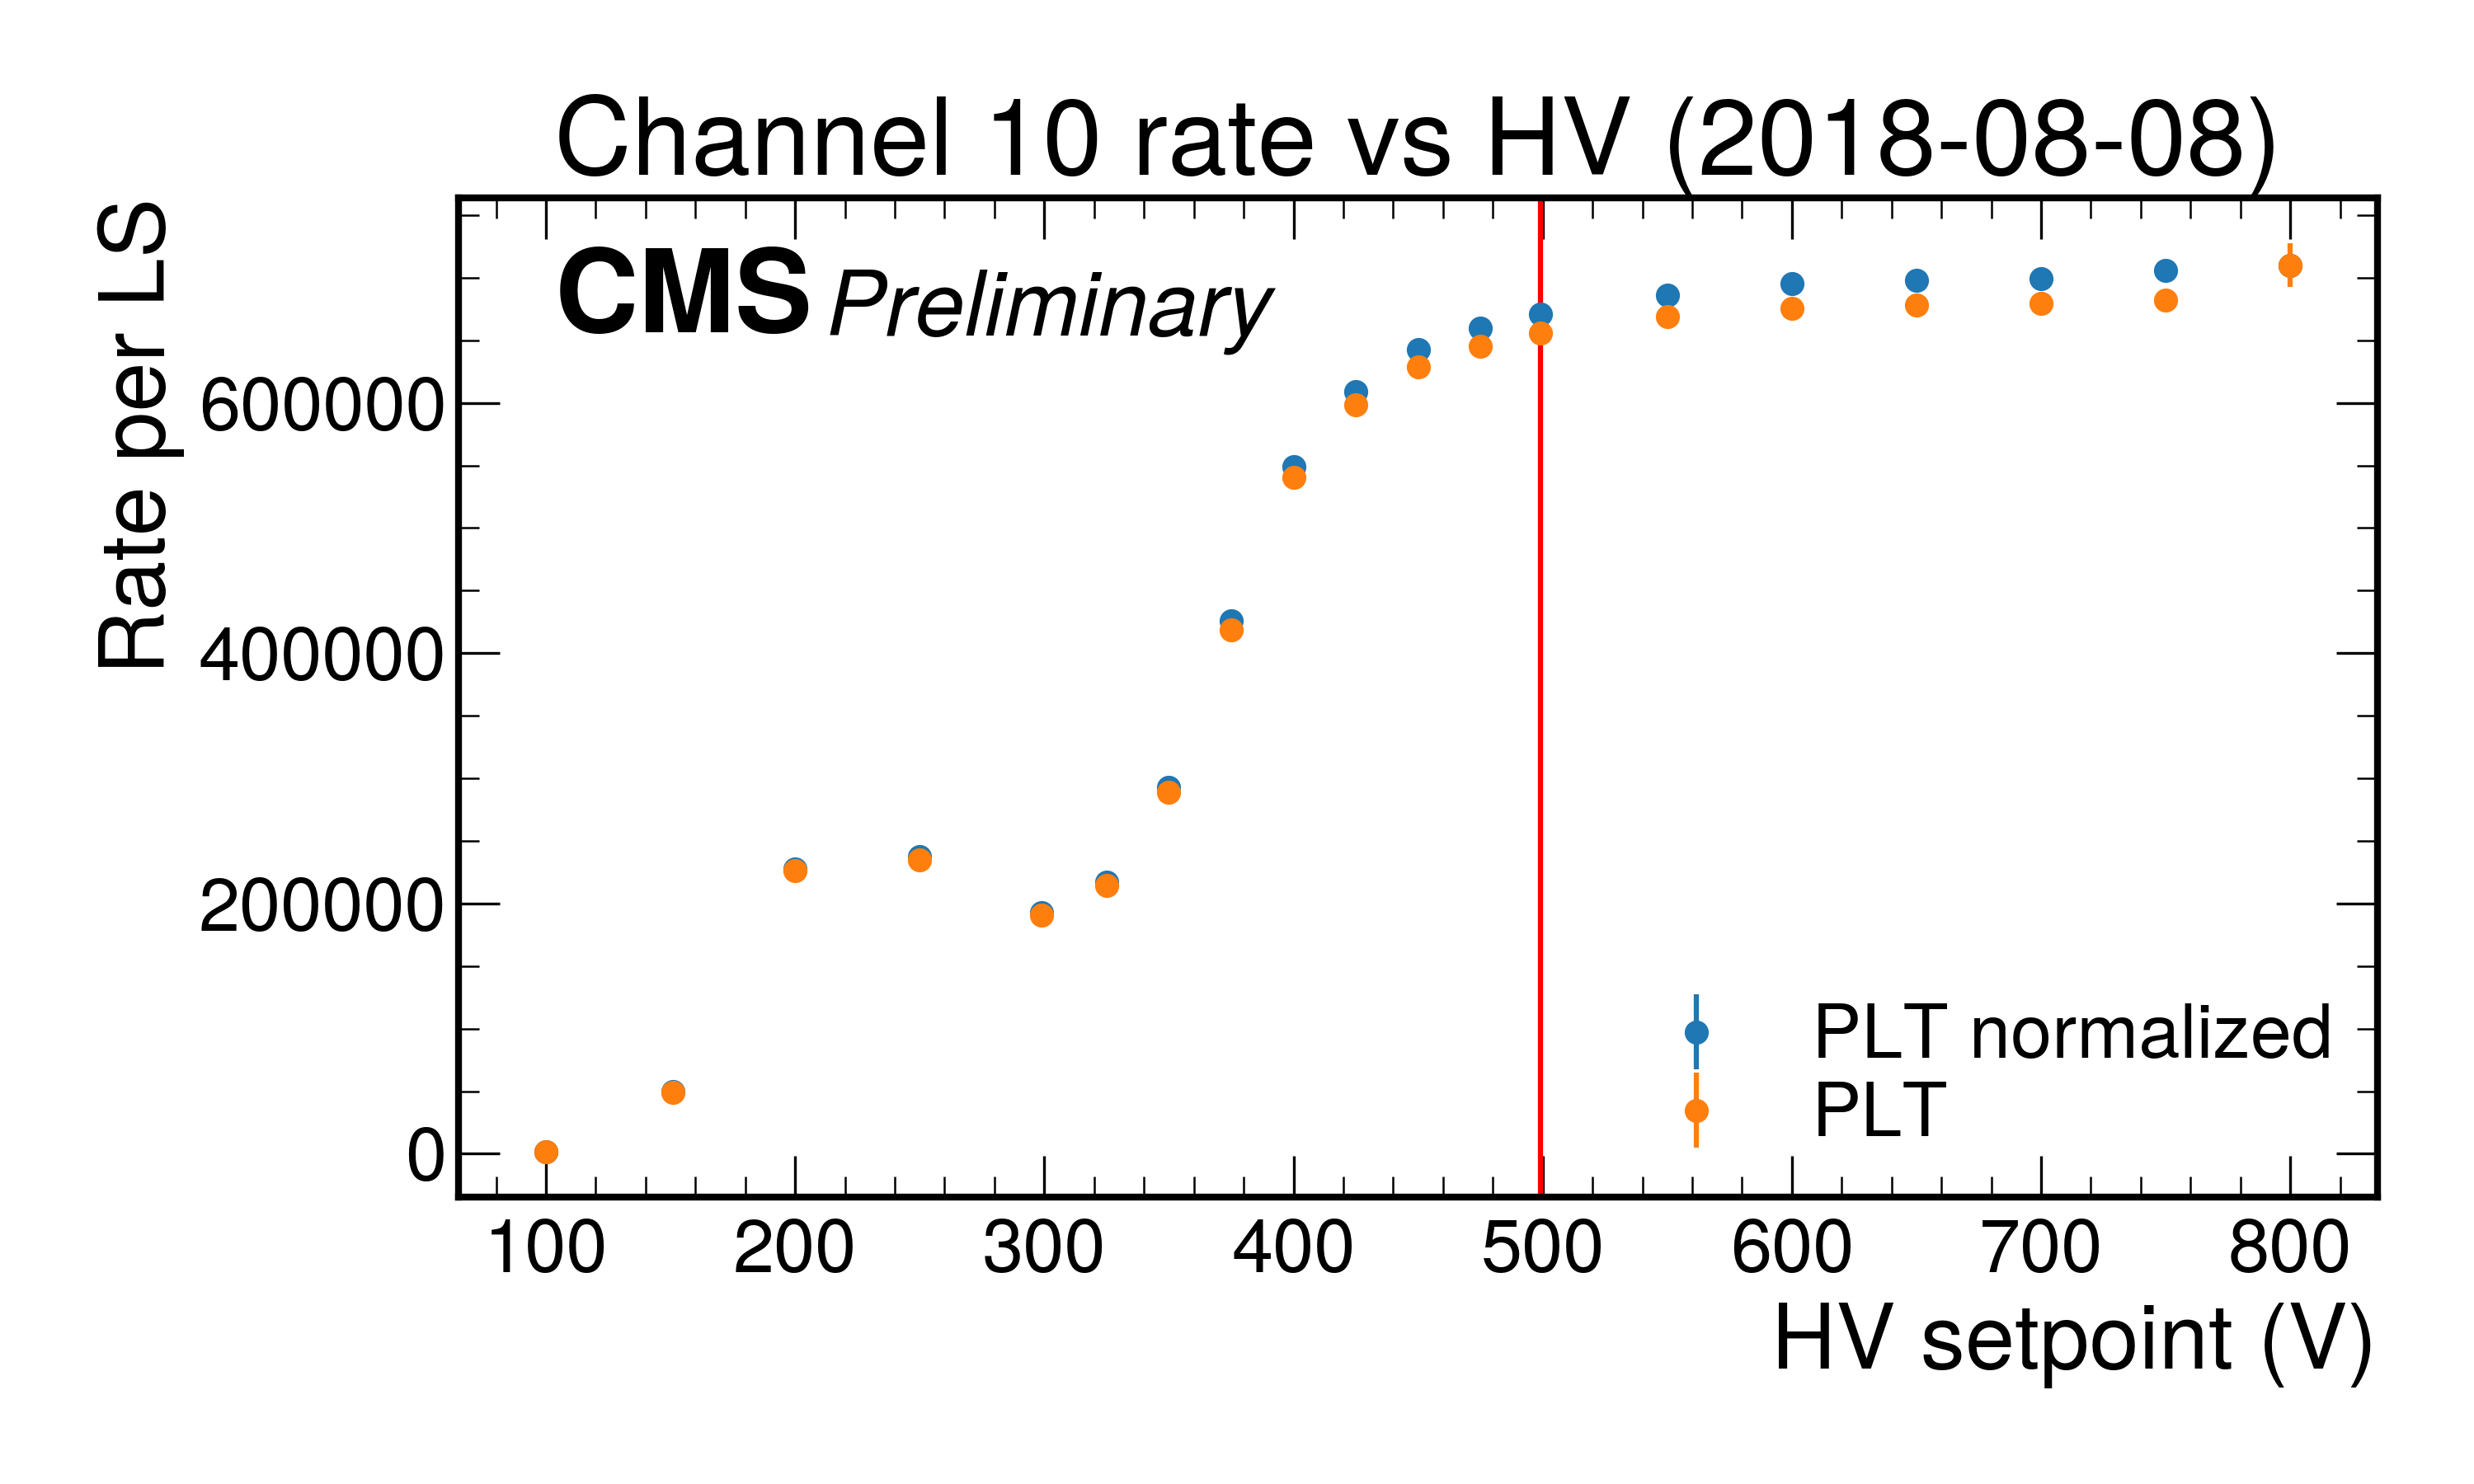 Channel 10 rate vs HV (2018-08-08)
CMS Preliminary
Rate per LS
600000
400000
200000
0
PLT normalized
PLT
100 200 300 400 500 600 700 800
HV setpoint (V)